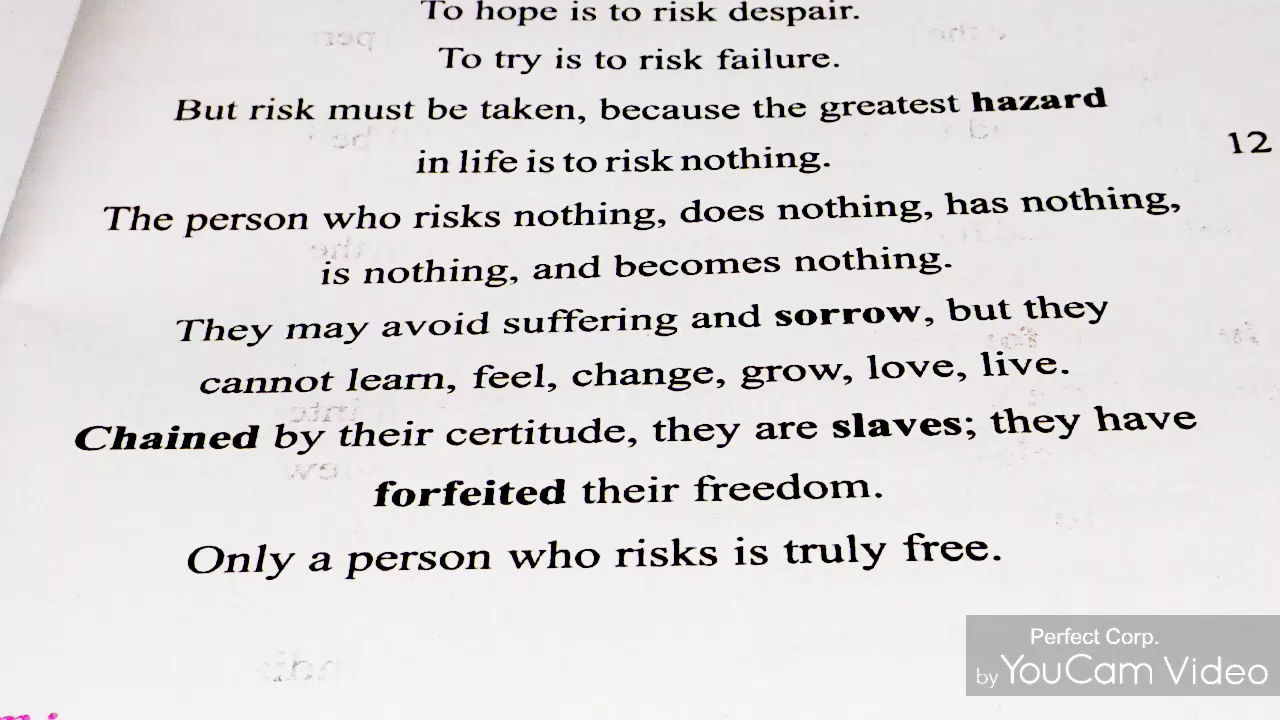 To hope is to risk despair.
To try is to risk failure.
But risk must be taken, because the greatest hazard
in life is to risk nothing.
12
The person who risks nothing, does nothing, has nothing,
is nothing, and becomes nothing.
They may avoid suffering and sorrow, but they
cannot learn, feel, change, grow, love, live.
Chained by their certitude, they are slaves; they have
forfeited their freedom.
Only a person who risks is truly free.
Perfect Corp.
by YouCam Video